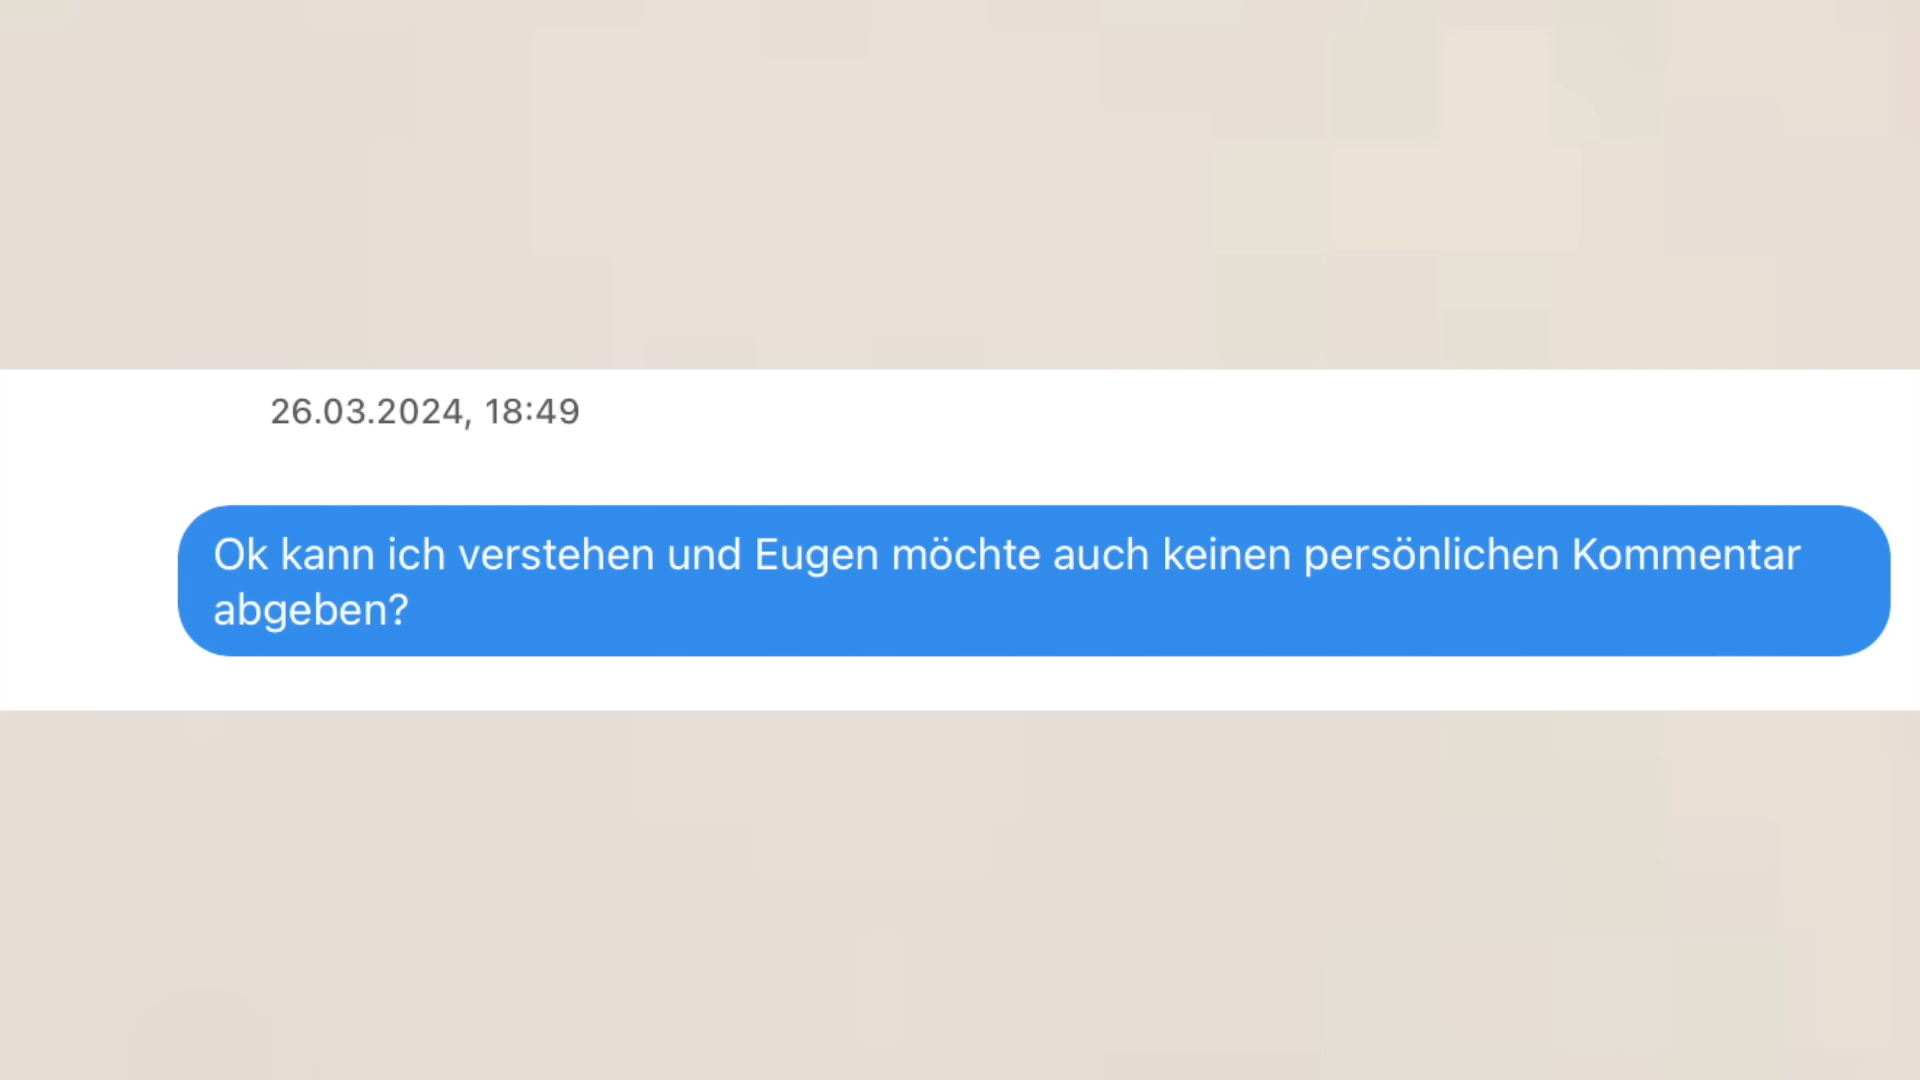 26.03.2024, 18:49
Ok kann ich verstehen und Eugen möchte auch keinen persönlichen Kommentar
abgeben?